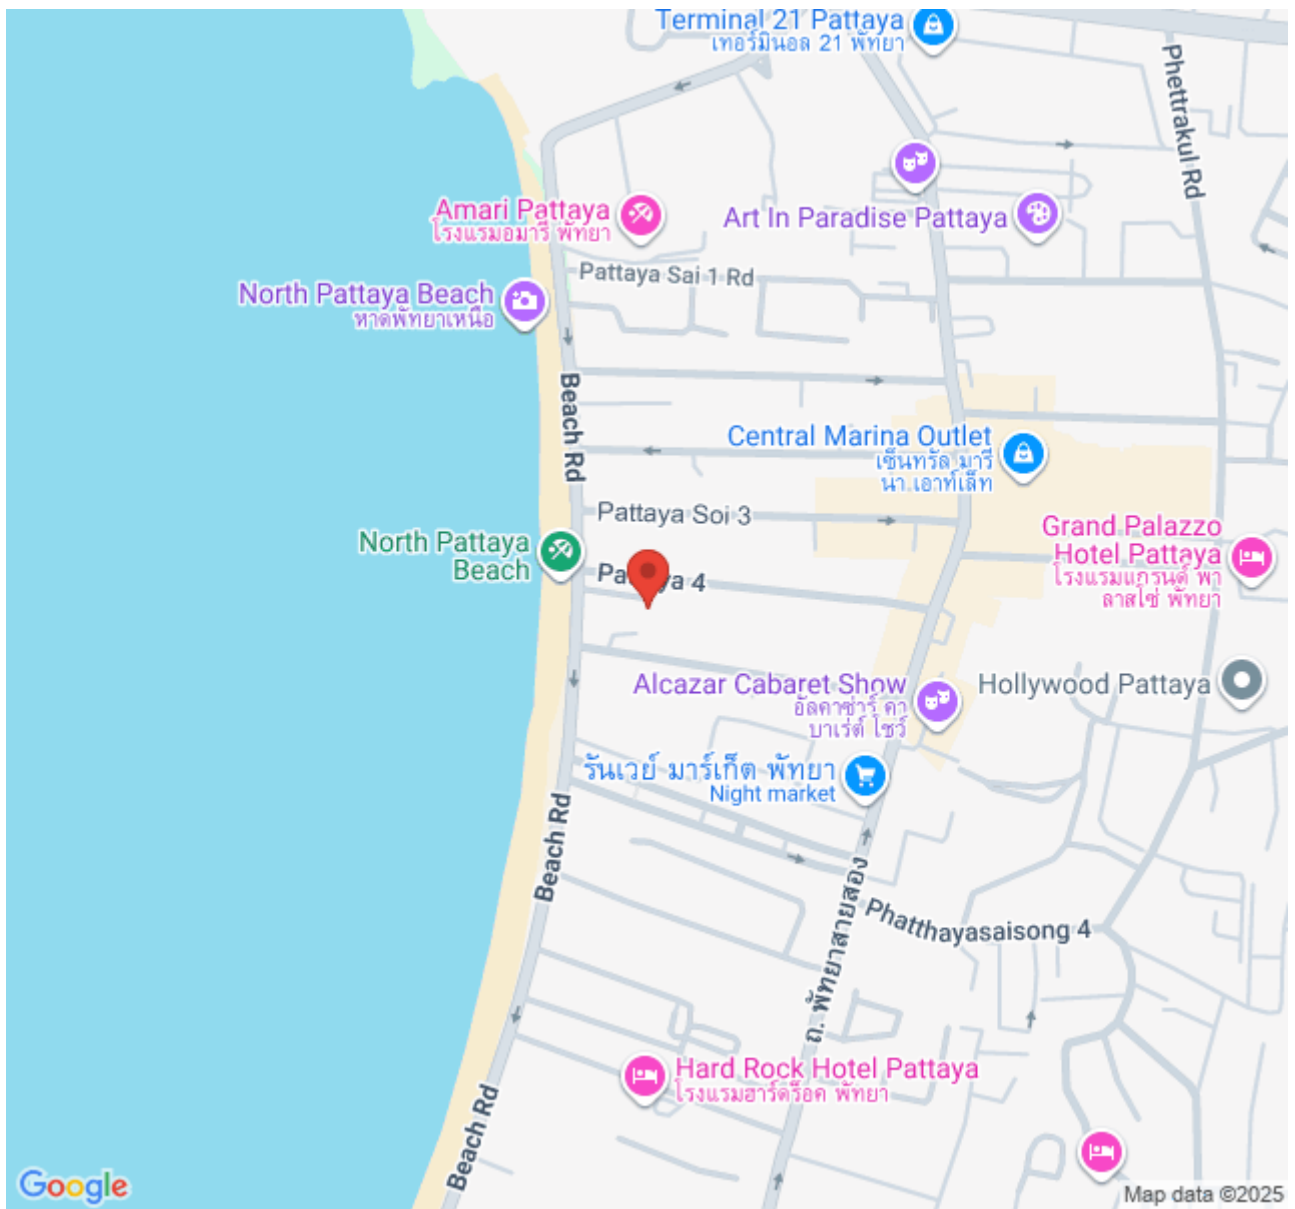 Terminal 21 Pattaya
เทอร์มินอล 21 พัทยา
Phettrakul Rd
Amari Pattaya
โรงแรมอมารี พัทยา
Art In Paradise Pattaya
Pattaya Sai 1 Rd
North Pattaya Beach
หาดพัทยาเหนือ
Beach Rd
Central Marina Outlet
เซ็นทรัล มารี
นา เอาท์เล็ท
Pattaya Soi 3
North Pattaya
Beach
Grand Palazzo
Hotel Pattaya
โรงแรมแกรนด์ พา
ลาสโซ่ พัทยา
Pa ya 4
Alcazar Cabaret Show
อัลคาซ่าร์ คา
บาเร่ต์ โชว์
Hollywood Pattaya
รันเวย์ มาร์เก็ต พัทยา
Night market
Beach Rd
ถ. พัทยาสายสอง
Phatthayasaisong 4
Hard Rock Hotel Pattaya
โรงแรมฮาร์ดร็อค พัทยา
Beach Rd
Google
Map data ©2025